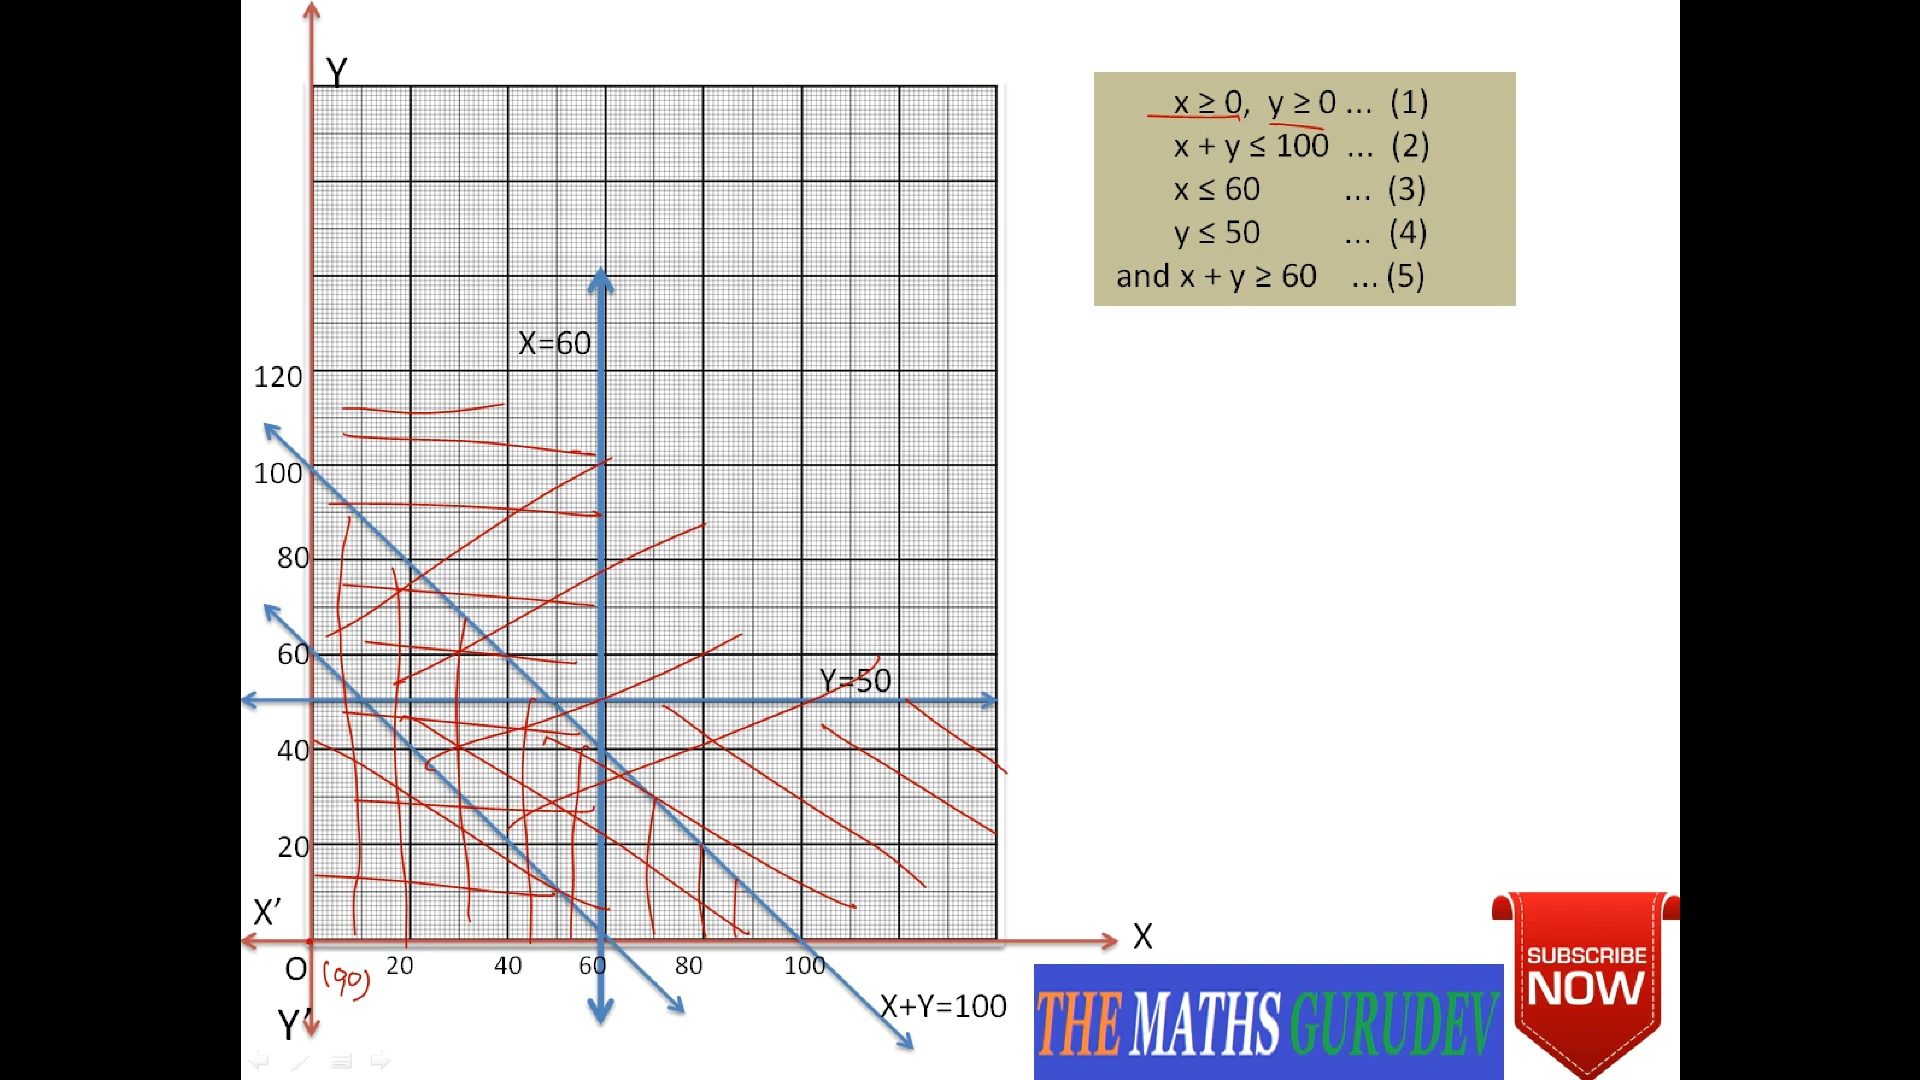 Y
x ≥ 0, y ≥ 0 ... (1)
x + y ≤ 100 ... (2)
x ≤ 60 ... (3)
y ≤ 50 ... (4)
and x + y ≥ 60 ... (5)
X=60
120
100
80
60
Y=50
40
20
X’
X
O
(90)
20
40
60
80
100
Y’
X+Y=100
THE MATHS GURUDEV
SUBSCRIBE
NOW